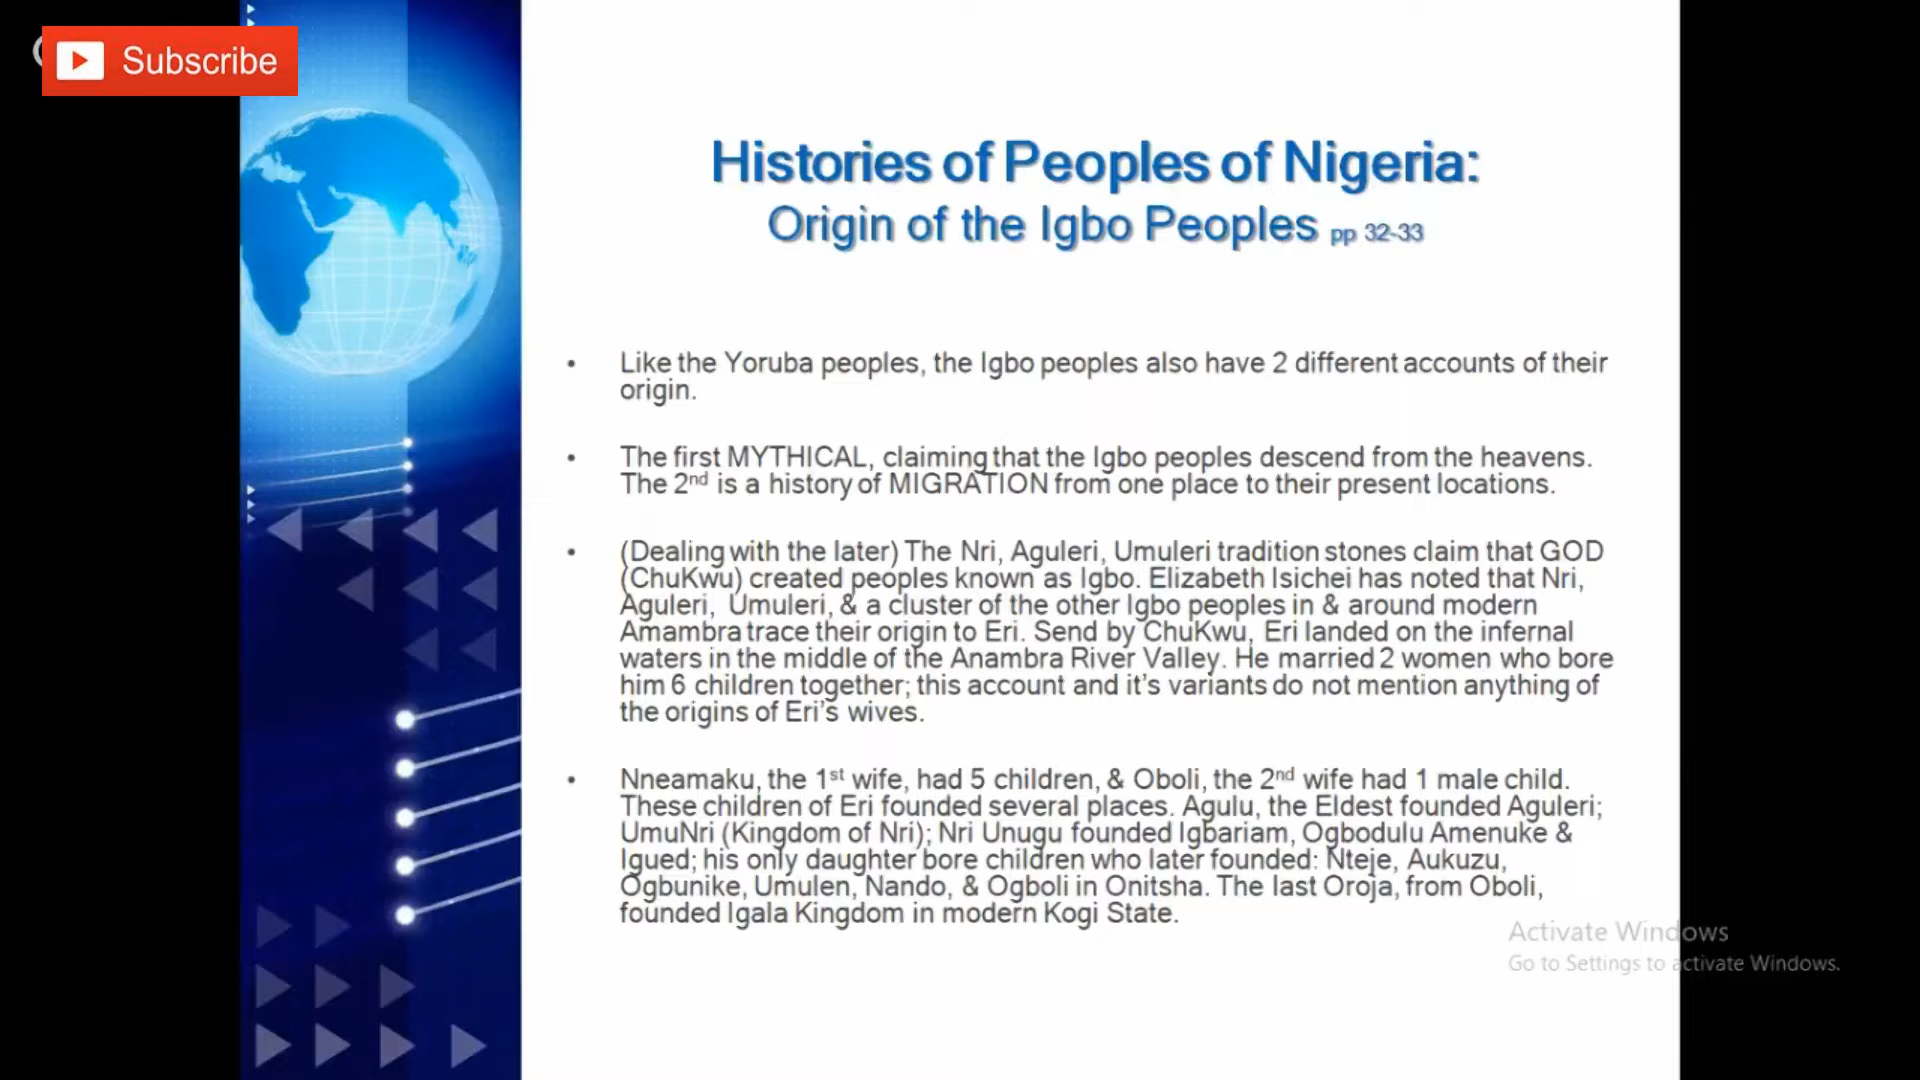 Subscribe
Histories of Peoples of Nigeria:
Origin of the Igbo Peoples pp 32-33
• Like the Yoruba peoples, the Igbo peoples also have 2 different accounts of their
origin.
• The first MYTHICAL, claiming that the Igbo peoples descend from the heavens.
The 2nd is a history of MIGRATION from one place to their present locations.
• (Dealing with the later) The Nri, Aguleri, Umuleri tradition stones claim that GOD
(ChuKwu) created peoples known as Igbo. Elizabeth Isichei has noted that Nri,
Aguleri, Umuleri, & a cluster of the other Igbo peoples in & around modern
Amambra trace their origin to Eri. Send by ChuKwu, Eri landed on the infernal
waters in the middle of the Anambra River Valley. He married 2 women who bore
him 6 children together; this account and it's variants do not mention anything of
the origins of Eri's wives.
• Nneamaku, the 1st wife, had 5 children, & Oboli, the 2nd wife had 1 male child.
These children of Eri founded several places. Agulu, the Eldest founded Aguleri;
UmuNri (Kingdom of Nri); Nri Unugu founded Igbariam, Ogbodulu Amenuke &
Igued; his only daughter bore children who later founded: Nteje, Aukuzu,
Ogbunike, Umulen, Nando, & Ogboli in Onitsha. The last Oroja, from Oboli,
founded Igala Kingdom in modern Kogi State.
Activate Windows
Go to Settings to activate Windows.